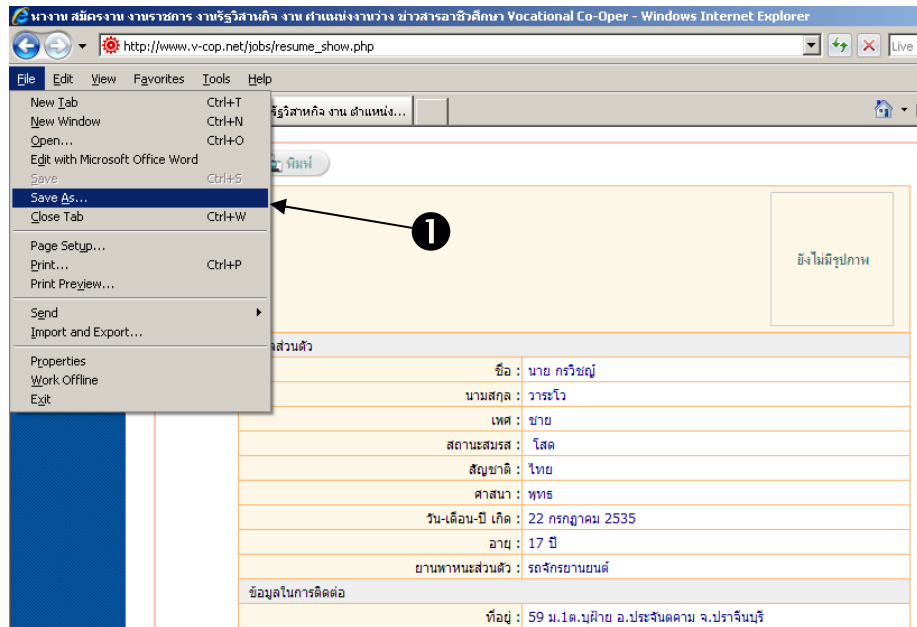 นางาน สมัครงาน งานราชการ งานรัฐวิสาหกิจ งาน ตำแหน่งงานว่าง ข่าวสารอาชีวศึกษา Vocational Co-Oper - Windows Internet Explorer
http://www.v-cop.net/jobs/resume_show.php
Live
File Edit View Favorites Tools Help
New Tab Ctrl+T
รัฐวิสาหกิจ งาน ตำแหน่ง...
New Window Ctrl+N
Open... Ctrl+O
Edit with Microsoft Office Word
พิมพ์
Save Ctrl+S
Save As...
Close Tab Ctrl+W
1
Page Setup...
Print... Ctrl+P
ยังไม่มีรูปภาพ
Print Preview...
Send
Import and Export...
ส่วนตัว
Properties
Work Offline
Exit
ชื่อ : นาย กรวิชญ์
นามสกุล : วาระโว
เพศ : ชาย
สถานะสมรส : โสด
สัญชาติ : ไทย
ศาสนา : พุทธ
วัน-เดือน-ปี เกิด : 22 กรกฎาคม 2535
อายุ : 17 ปี
ยานพาหนะส่วนตัว : รถจักรยานยนต์
ข้อมูลในการติดต่อ
ที่อยู่ : 59 ม.1ต.บุฝ้าย อ.ประจันตคาม จ.ปราจีนบุรี